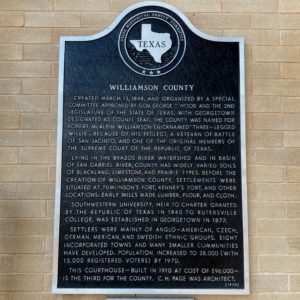 TEXAS
WILLIAMSON COUNTY
CREATED MARCH 13, 1848, AND ORGANIZED BY A SPECIAL
COMMITTEE APPROVED BY GOV. GEORGE T. WOOD AND THE 2ND
LEGISLATURE OF THE STATE OF TEXAS, WITH GEORGETOWN
DESIGNATED AS COUNTY SEAT. THE COUNTY WAS NAMED FOR
ROBERT McALPIN WILLIAMSON (NICKNAMED "THREE-LEGGED
WILLIE", BECAUSE OF HIS PEGLEG), A VETERAN OF BATTLE
OF SAN JACINTO, AND ONE OF THE ORIGINAL MEMBERS OF
THE SUPREME COURT OF THE REPUBLIC OF TEXAS.
LYING IN THE BRAZOS RIVER WATERSHED AND IN BASIN
OF SAN GABRIEL RIVER, COUNTY HAS WIDELY VARIED SOILS
OF BLACKLAND, LIMESTONE, AND PRAIRIE TYPES. BEFORE THE
CREATION OF WILLIAMSON COUNTY, SETTLEMENTS WERE
SITUATED AT TUMLINSON'S FORT, KENNEY'S FORT, AND OTHER
LOCATIONS. EARLY MILLS MADE LUMBER, FLOUR, AND CLOTH.
SOUTHWESTERN UNIVERSITY, HEIR TO CHARTER GRANTED
BY THE REPUBLIC OF TEXAS IN 1840 TO RUTERSVILLE
COLLEGE, WAS ESTABLISHED IN GEORGETOWN IN 1872.
SETTLERS WERE MAINLY OF ANGLO-AMERICAN, CZECH,
GERMAN, MEXICAN, AND SWEDISH ETHNIC GROUPS. EIGHT
INCORPORATED TOWNS AND MANY SMALLER COMMUNITIES
HAVE DEVELOPED. POPULATION INCREASED TO 38,000 (WITH
15,000 REGISTERED VOTERS) BY 1970.
THIS COURTHOUSE—BUILT IN 1910 AT COST OF $96,000—
IS THE THIRD FOR THE COUNTY. C. H. PAGE WAS ARCHITECT.